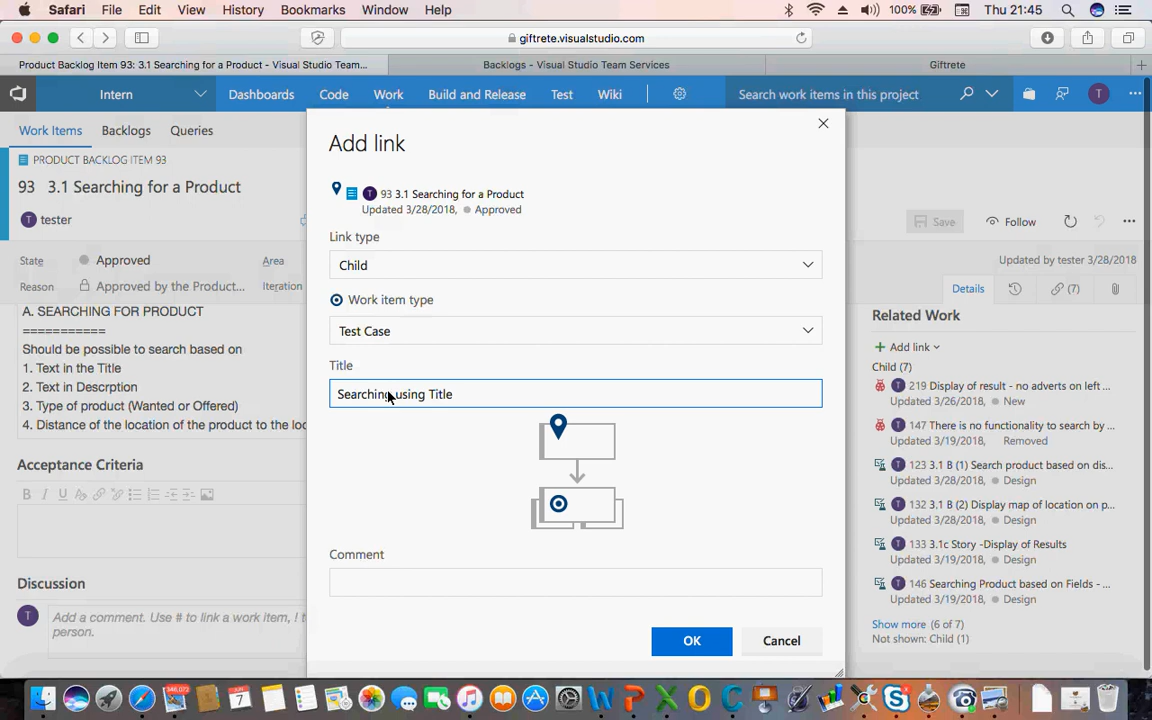 Safari File Edit View History Bookmarks Window Help 100% Thu 21:45
giftrete.visualstudio.com
Product Backlog Item 93: 3.1 Searching for a Product - Visual Studio Team... Backlogs - Visual Studio Team Services Giftrete
Intern Dashboards Code Work Build and Release Test Wiki Search work items in this project T
Work Items Backlogs Queries
PRODUCT BACKLOG ITEM 93
93 3.1 Searching for a Product
T tester
Save Follow
State Approved Area
Updated by tester 3/28/2018
Reason Approved by the Product... Iteration
Details (7)
A. SEARCHING FOR PRODUCT
===========
Should be possible to search based on
1. Text in the Title
2. Text in Descrption
3. Type of product (Wanted or Offered)
4. Distance of the location of the product to the loc
Acceptance Criteria
B I U
Discussion
T
Add a comment. Use # to link a work item, ! t
person.
Add link
T 93 3.1 Searching for a Product
Updated 3/28/2018, Approved
Link type
Child
Work item type
Test Case
Title
Searching using Title
Comment
OK Cancel
Related Work
+ Add link
Child (7)
T 219 Display of result - no adverts on left ...
Updated 3/26/2018, New
T 147 There is no functionality to search by ...
Updated 3/19/2018, Removed
T 123 3.1 B (1) Search product based on dis...
Updated 3/28/2018, Design
T 132 3.1 B (2) Display map of location on p...
Updated 3/28/2018, Design
T 133 3.1c Story -Display of Results
Updated 3/19/2018, Design
T 146 Searching Product based on Fields - ...
Updated 3/19/2018, Design
Show more (6 of 7)
Not shown: Child (1)